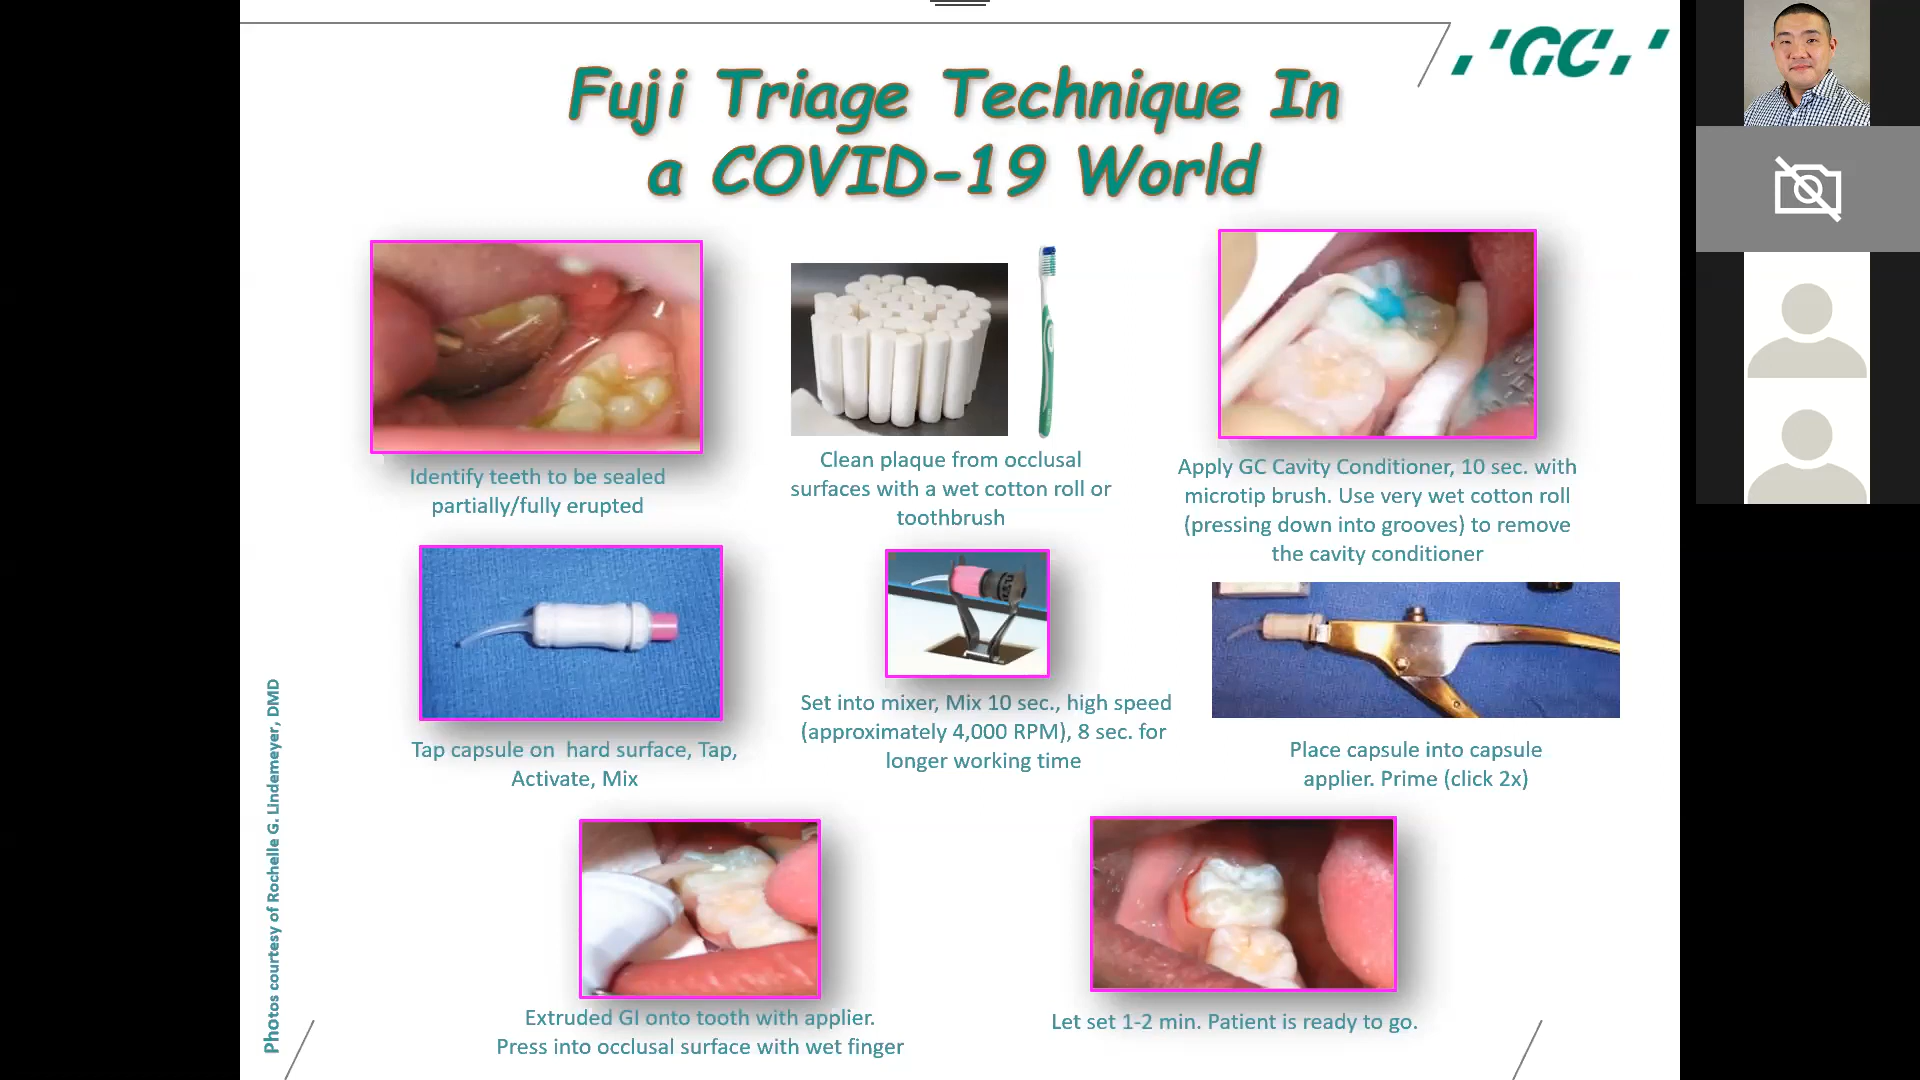 GC
Fuji Triage Technique In
a COVID-19 World
Identify teeth to be sealed
partially/fully erupted
Clean plaque from occlusal
surfaces with a wet cotton roll or
toothbrush
Apply GC Cavity Conditioner, 10 sec. with
microtip brush. Use very wet cotton roll
(pressing down into grooves) to remove
the cavity conditioner
Tap capsule on hard surface, Tap,
Activate, Mix
Set into mixer, Mix 10 sec., high speed
(approximately 4,000 RPM), 8 sec. for
longer working time
Place capsule into capsule
applier. Prime (click 2x)
Extruded GI onto tooth with applier.
Press into occlusal surface with wet finger
Let set 1-2 min. Patient is ready to go.
Photos courtesy of Rochelle G. Lindemeyer, DMD